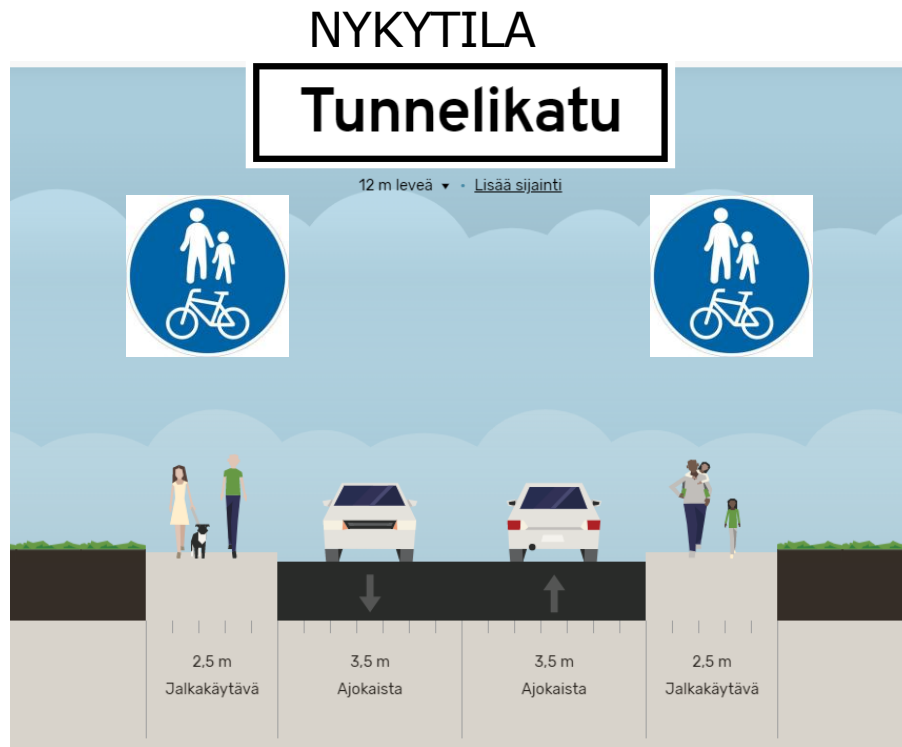 NYKYTILA
Tunnelikatu
12 m leveä ▾ · Lisää sijainti
2,5 m
Jalkakäytävä
3,5 m
Ajokaista
3,5 m
Ajokaista
2,5 m
Jalkakäytävä